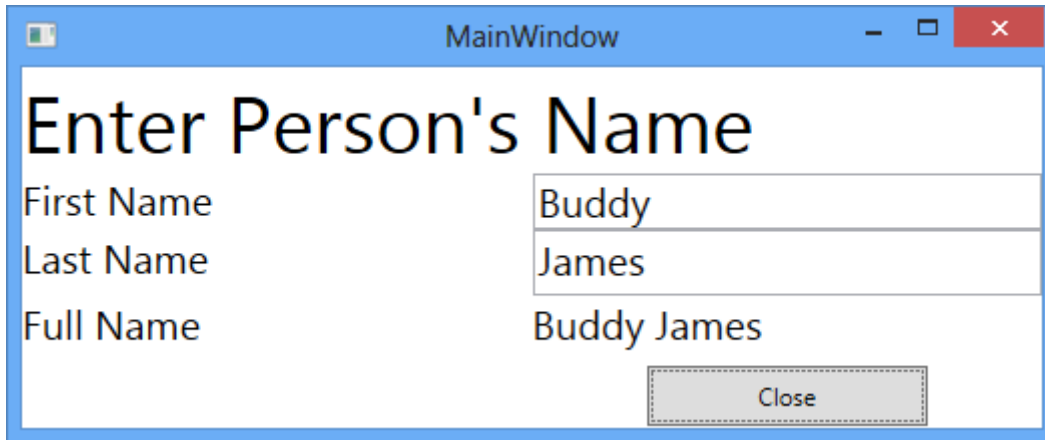 MainWindow
Enter Person's Name
First Name Buddy
Last Name James
Full Name Buddy James
Close